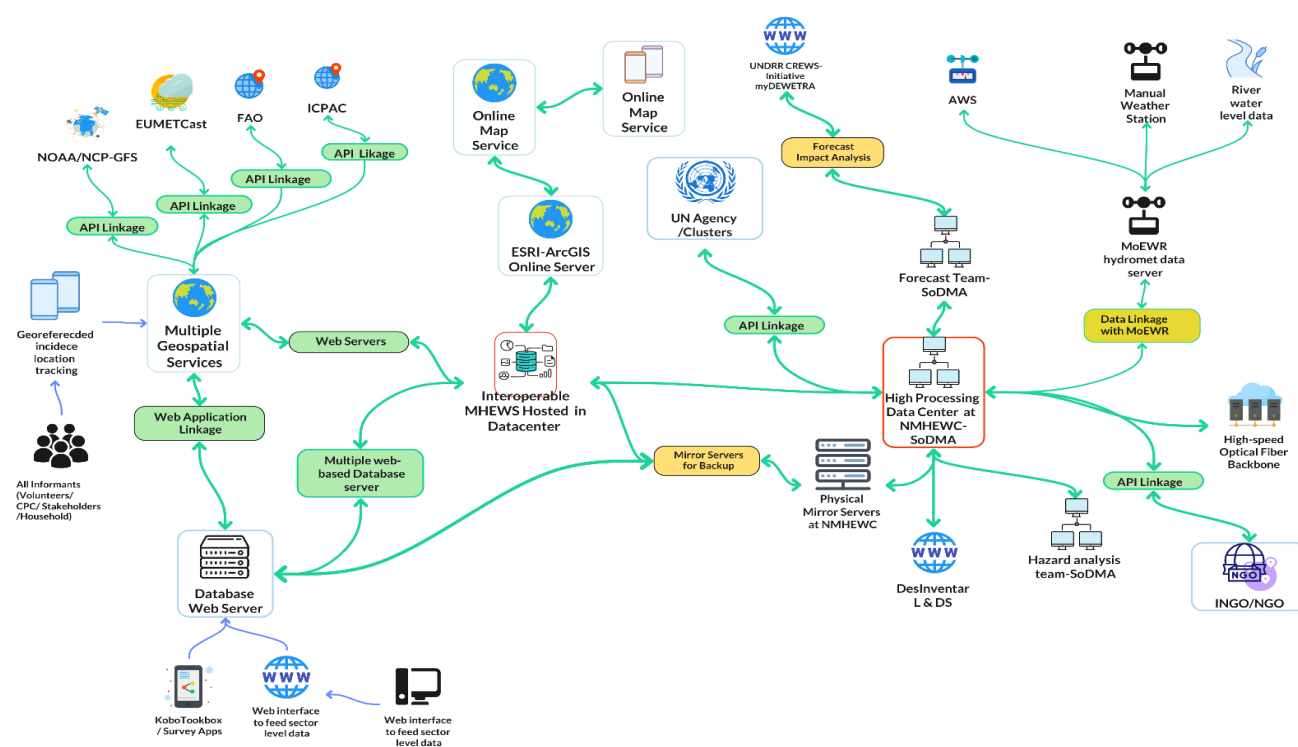 WWW
UNDRR CREWS-
Initiative
myDEWETRA
EUMETCast
FAO
ICPAC
NOAA/NCP-GFS
API Linkage
API Linkage
API Linkage
API Likage
Online
Map
Service
Online
Map
Service
Forecast
Impact Analysis
AWS
Manual
Weather
Station
River
water
level data
UN Agency
/Clusters
ESRI-ArcGIS
Online Server
Forecast Team-
SoDMA
MoEWR
hydromet data
server
Georeferecded
incidece
location
tracking
Multiple
Geospatial
Services
Web Servers
API Linkage
Data Linkage
with MoEWR
Interoperable
MHEWS Hosted in
Datacenter
High Processing
Data Center at
NMHEWC-
SoDMA
Web Application
Linkage
Multiple web-
based Database
server
Mirror Servers
for Backup
High-speed
Optical Fiber
Backbone
All Informants
(Volunteers/
CPC/ Stakeholders
/Household)
Physical
Mirror Servers
at NMHEWC
API Linkage
WWW
DesInventar
L & DS
Hazard analysis
team-SoDMA
NGO
INGO/NGO
Database
Web Server
KoboTookbox
/ Survey Apps
WWW
Web interface
to feed sector
level data
Web interface
to feed sector
level data